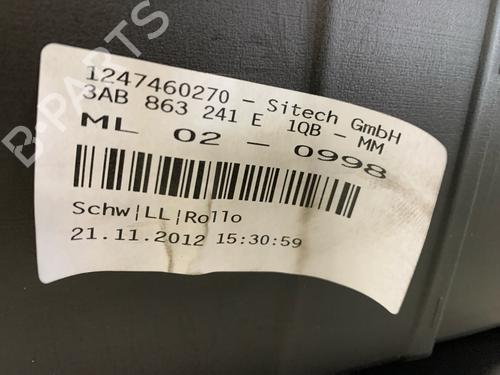 B-PARTS
1247460270 - Sitech GmbH
3AB 863 241 E 1QB - MM
ML 02 - 0998
Schw|LL|Rollo
21.11.2012 15:30:59